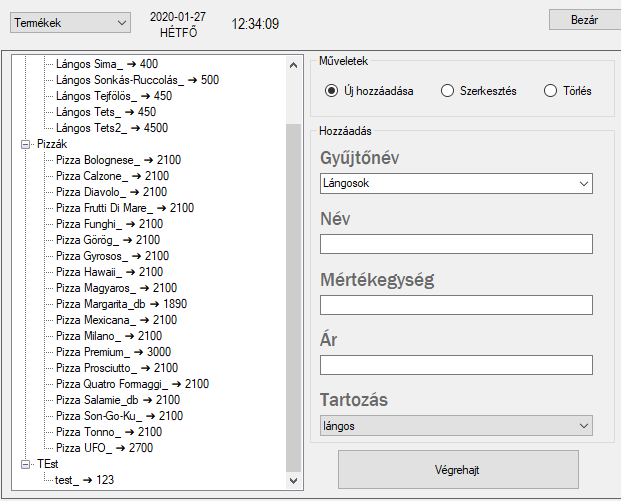 Termékek
2020-01-27
HÉTFŐ
12:34:09
Bezár
Lángos Sima_ ➔ 400
Lángos Sonkás-Ruccolás_ ➔ 500
Lángos Tejfölös_ ➔ 450
Lángos Tets_ ➔ 450
Lángos Tets2_ ➔ 4500
Pizzák
Pizza Bolognese_ ➔ 2100
Pizza Calzone_ ➔ 2100
Pizza Diavolo_ ➔ 2100
Pizza Frutti Di Mare_ ➔ 2100
Pizza Funghi_ ➔ 2100
Pizza Görög_ ➔ 2100
Pizza Gyrosos_ ➔ 2100
Pizza Hawaii_ ➔ 2100
Pizza Magyaros_ ➔ 2100
Pizza Margarita_db ➔ 1890
Pizza Mexicana_ ➔ 2100
Pizza Milano_ ➔ 2100
Pizza Premium_ ➔ 3000
Pizza Prosciutto_ ➔ 2100
Pizza Quatro Formaggi_ ➔ 2100
Pizza Salamie_db ➔ 2100
Pizza Son-Go-Ku_ ➔ 2100
Pizza Tonno_ ➔ 2100
Pizza UFO_ ➔ 2700
TEst
test_ ➔ 123
Műveletek
Új hozzáadása
Szerkesztés
Törlés
Hozzáadás
Gyűjtőnév
Lángosok
Név
Mértékegység
Ár
Tartozás
lángos
Végrehajt